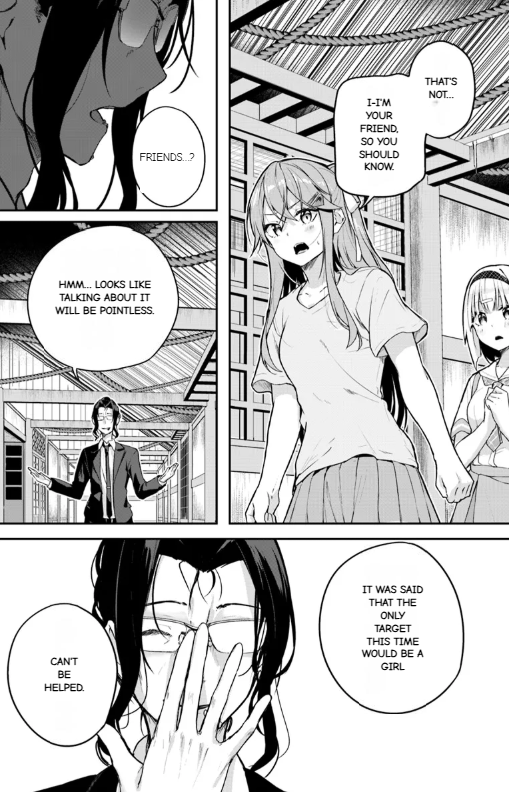 THAT'S
NOT...
I-I'M
YOUR
FRIEND,
SO YOU
SHOULD
KNOW.
FRIENDS...?
HMM... LOOKS LIKE
TALKING ABOUT IT
WILL BE POINTLESS.
IT WAS SAID
THAT THE
ONLY
TARGET
THIS TIME
WOULD BE A
GIRL
CAN'T
BE
HELPED.